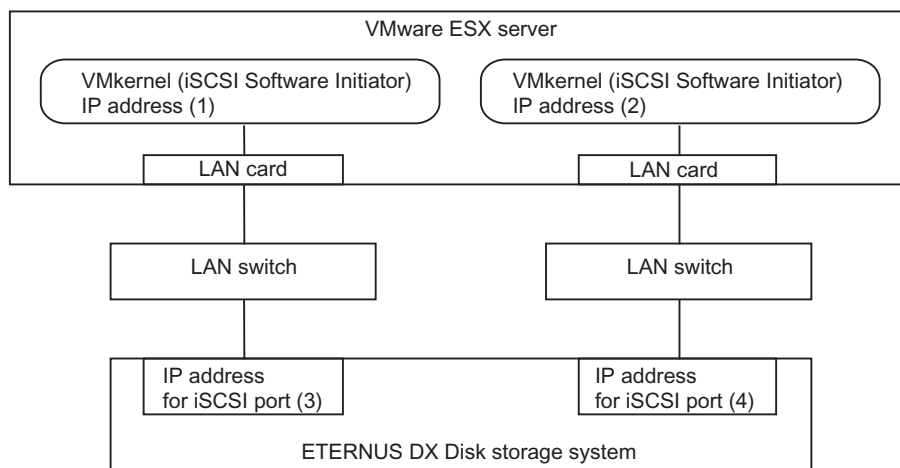 VMware ESX server
VMkernel (iSCSI Software Initiator)
IP address (1)
VMkernel (iSCSI Software Initiator)
IP address (2)
LAN card
LAN card
LAN switch
LAN switch
IP address
for iSCSI port (3)
IP address
for iSCSI port (4)
ETERNUS DX Disk storage system